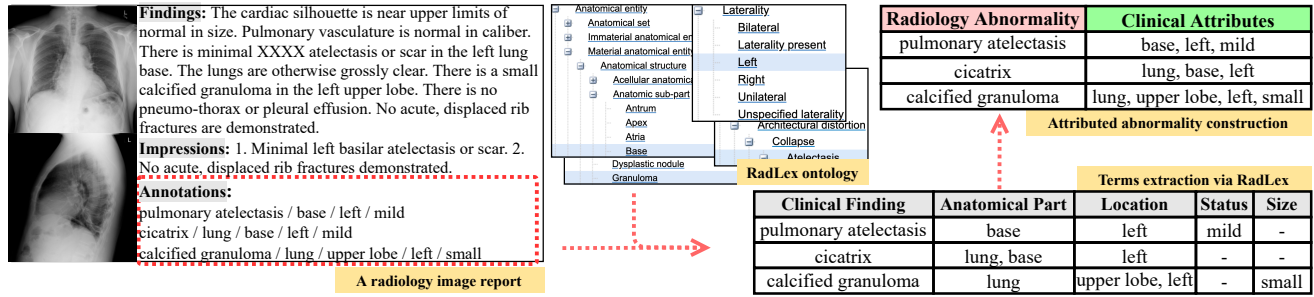 L
L
Findings: The cardiac silhouette is near upper limits of
normal in size. Pulmonary vasculature is normal in caliber.
There is minimal XXXX atelectasis or scar in the left lung
base. The lungs are otherwise grossly clear. There is a small
calcified granuloma in the left upper lobe. There is no
pneumo-thorax or pleural effusion. No acute, displaced rib
fractures are demonstrated.
Impressions: 1. Minimal left basilar atelectasis or scar. 2.
No acute, displaced rib fractures demonstrated.
Annotations:
pulmonary atelectasis / base / left / mild
cicatrix / lung / base / left / mild
calcified granuloma / lung / upper lobe / left / small
A radiology image report
Anatomical entity
Anatomical set
Immaterial anatomical en
Material anatomical entity
Anatomical structure
Acellular anatomica
Anatomic sub-part
Antrum
Apex
Atria
Base
Dysplastic nodule
Granuloma
Laterality
Bilateral
Laterality present
Left
Right
Unilateral
Unspecified laterality
Architectural distortion
Collapse
Atelectasis
RadLex ontology
Radiology Abnormality Clinical Attributes
pulmonary atelectasis base, left, mild
cicatrix lung, base, left
calcified granuloma lung, upper lobe, left, small
Attributed abnormality construction
Terms extraction via RadLex
Clinical Finding Anatomical Part Location Status Size
pulmonary atelectasis base left mild -
cicatrix lung, base left - -
calcified granuloma lung upper lobe, left - small